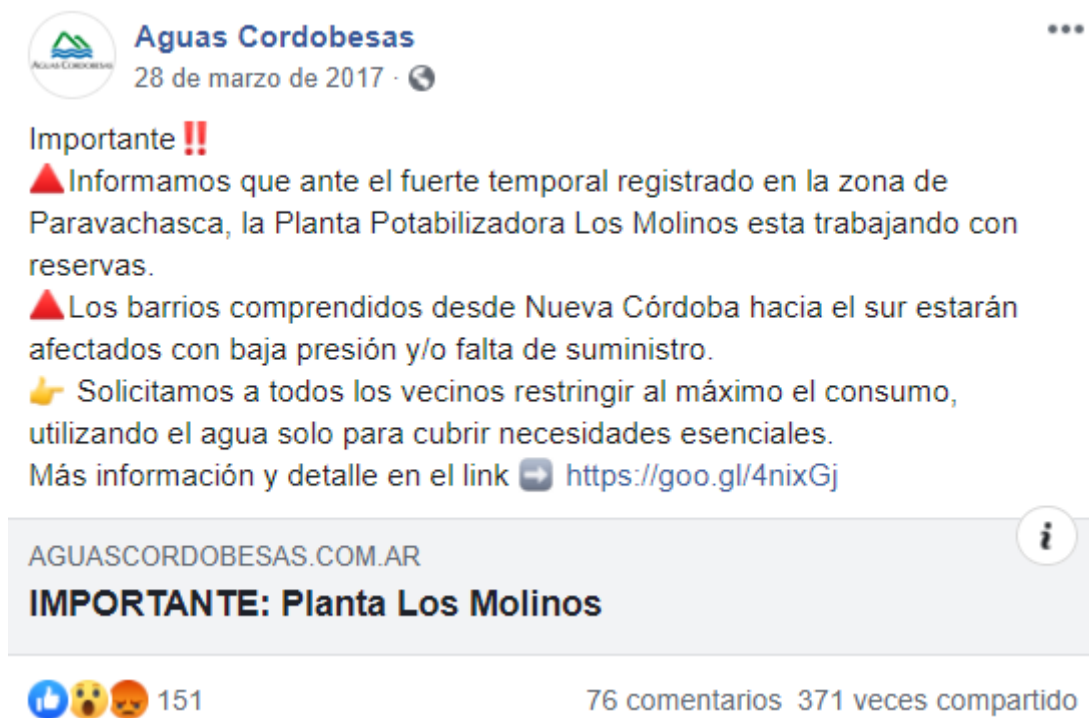 Aguas Cordobesas
28 de marzo de 2017 ·
AGUAS CORDOBESAS
Importante‼️
🔺Informamos que ante el fuerte temporal registrado en la zona de
Paravachasca, la Planta Potabilizadora Los Molinos esta trabajando con
reservas.
🔺Los barrios comprendidos desde Nueva Córdoba hacia el sur estarán
afectados con baja presión y/o falta de suministro.
👉 Solicitamos a todos los vecinos restringir al máximo el consumo,
utilizando el agua solo para cubrir necesidades esenciales.
Más información y detalle en el link ➡️ https://goo.gl/4nixGj
AGUASCORDOBESAS.COM.AR
IMPORTANTE: Planta Los Molinos
151
76 comentarios 371 veces compartido